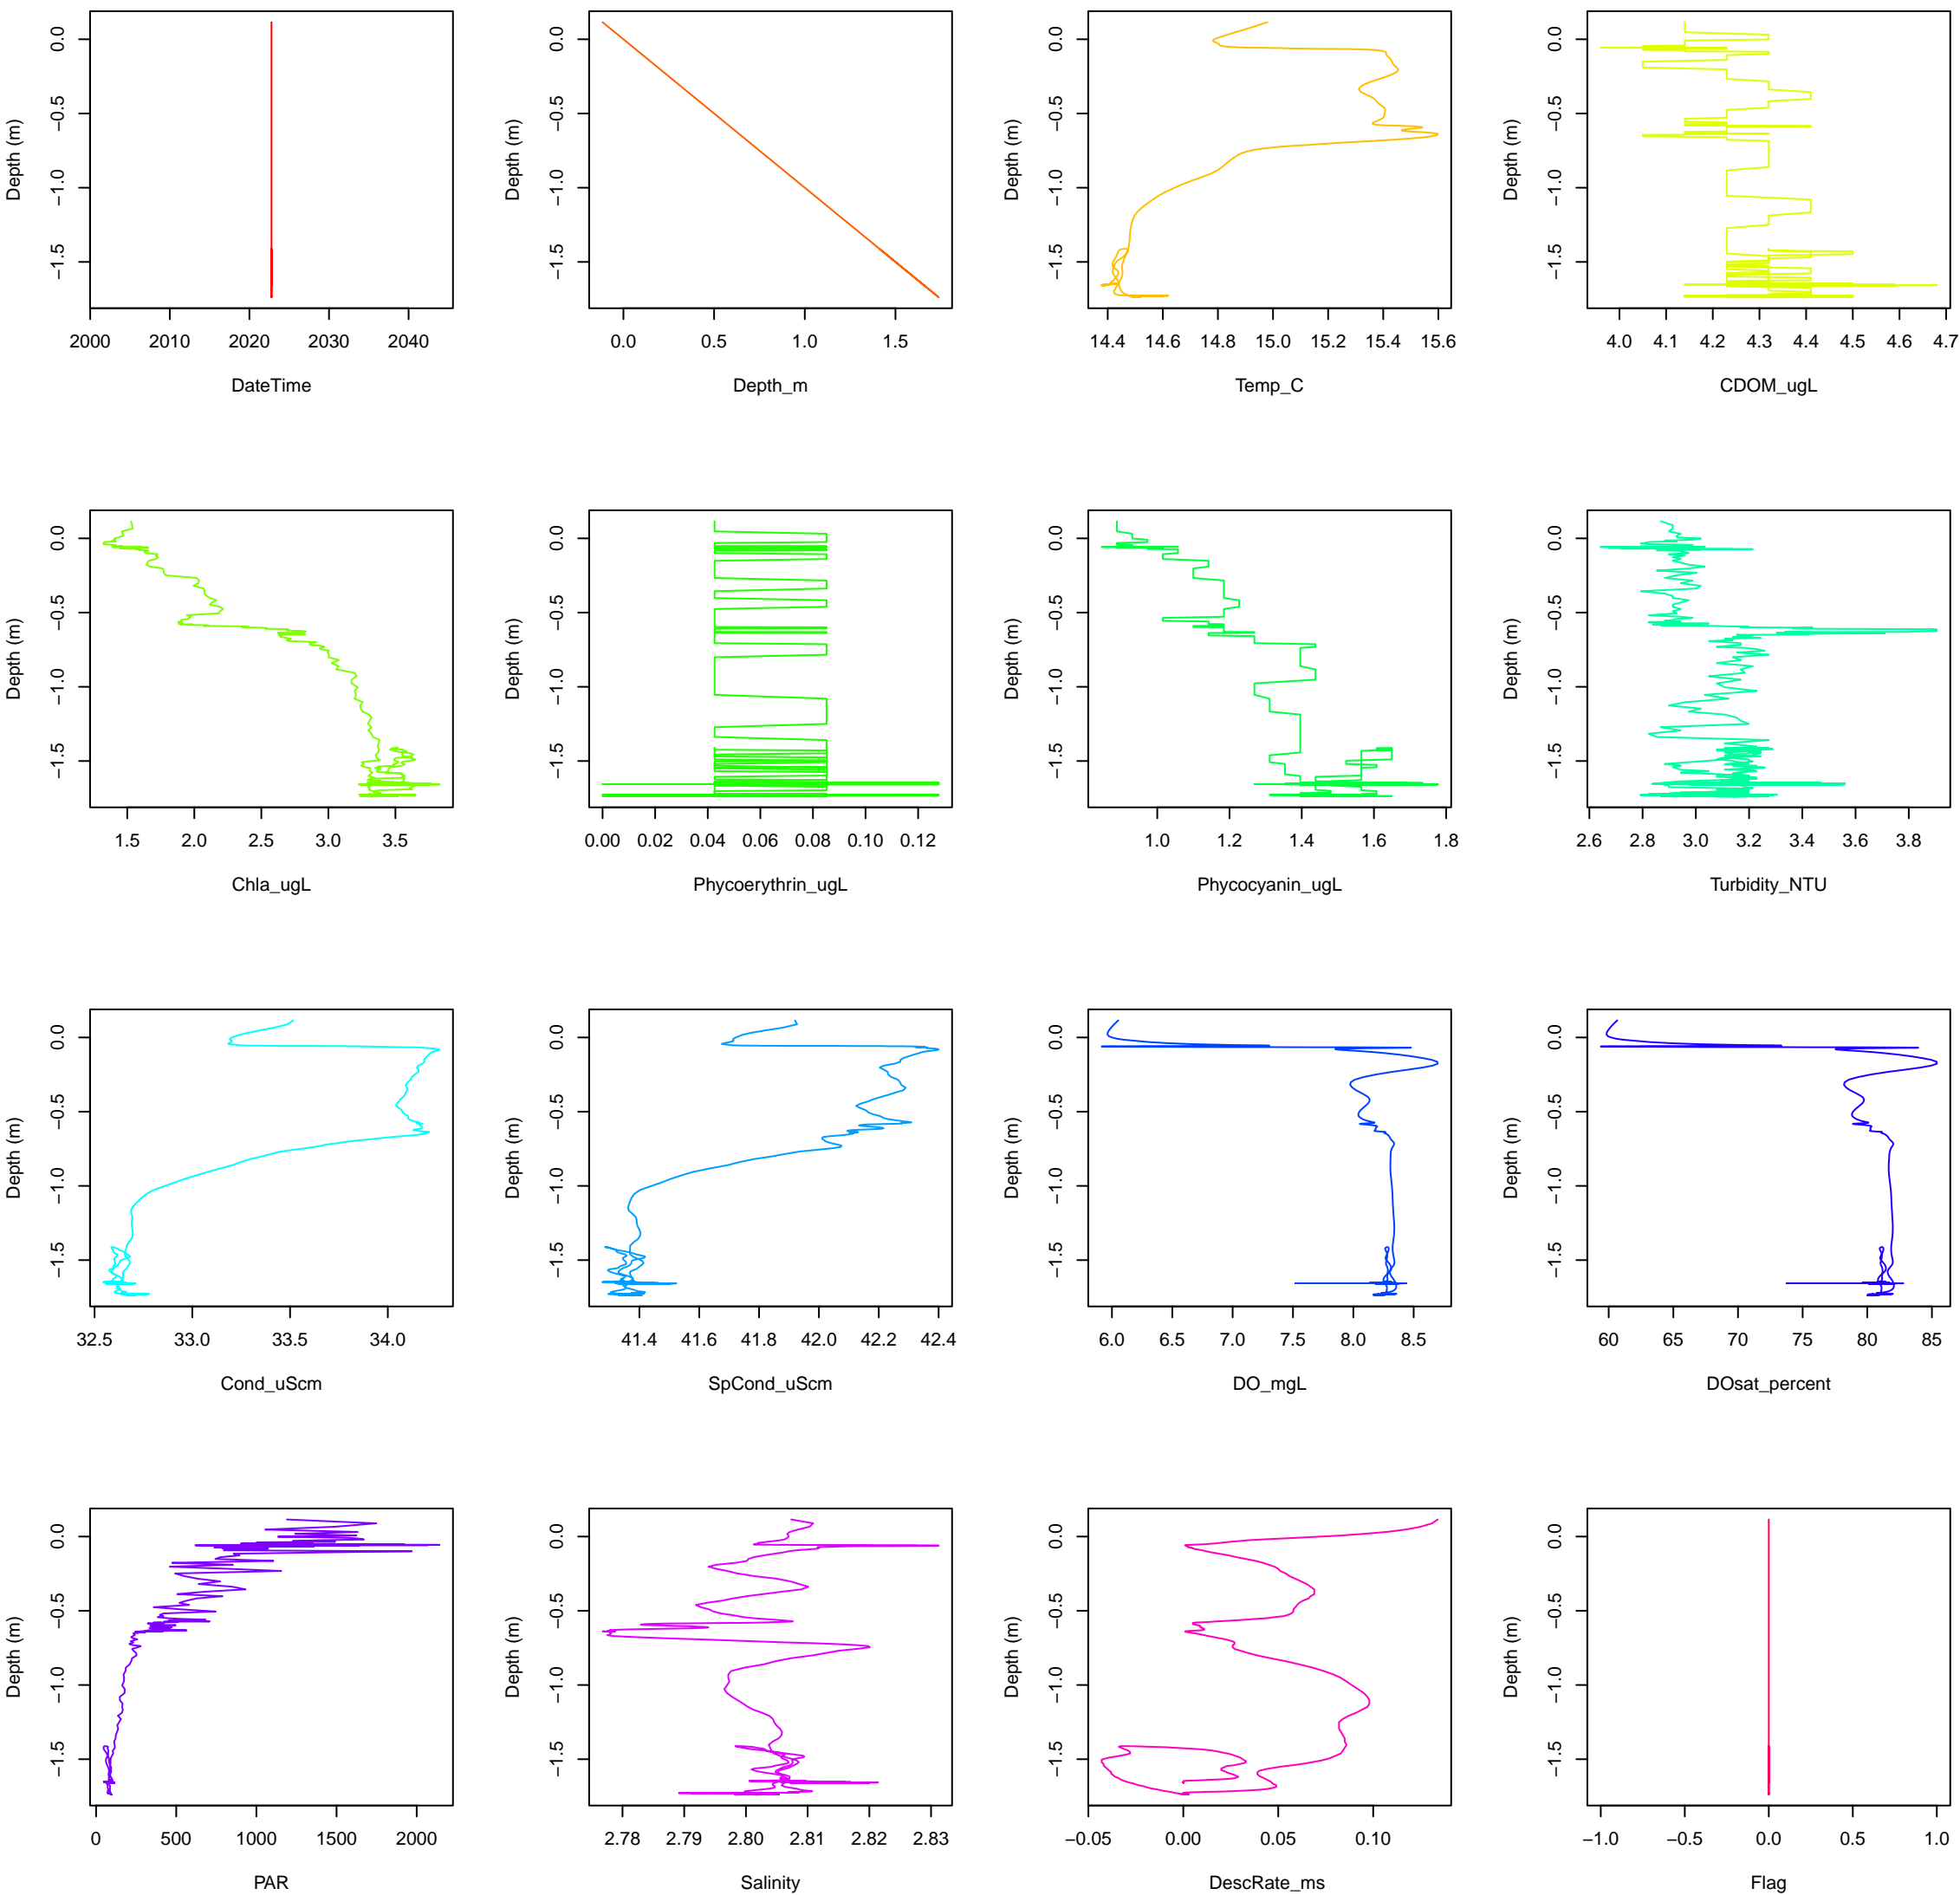 Depth (m)
0.0 −0.5 −1.0 −1.5
2000 2010 2020 2030 2040
DateTime
Depth (m)
0.0 −0.5 −1.0 −1.5
0.0 0.5 1.0 1.5
Depth_m
Depth (m)
0.0 −0.5 −1.0 −1.5
14.4 14.6 14.8 15.0 15.2 15.4 15.6
Temp_C
Depth (m)
0.0 −0.5 −1.0 −1.5
4.0 4.1 4.2 4.3 4.4 4.5 4.6 4.7
CDOM_ugL
Depth (m)
0.0 −0.5 −1.0 −1.5
1.5 2.0 2.5 3.0 3.5
Chla_ugL
Depth (m)
0.0 −0.5 −1.0 −1.5
0.00 0.02 0.04 0.06 0.08 0.10 0.12
Phycoerythrin_ugL
Depth (m)
0.0 −0.5 −1.0 −1.5
1.0 1.2 1.4 1.6 1.8
Phycocyanin_ugL
Depth (m)
0.0 −0.5 −1.0 −1.5
2.6 2.8 3.0 3.2 3.4 3.6 3.8
Turbidity_NTU
Depth (m)
0.0 −0.5 −1.0 −1.5
32.5 33.0 33.5 34.0
Cond_uScm
Depth (m)
0.0 −0.5 −1.0 −1.5
41.4 41.6 41.8 42.0 42.2 42.4
SpCond_uScm
Depth (m)
0.0 −0.5 −1.0 −1.5
6.0 6.5 7.0 7.5 8.0 8.5
DO_mgL
Depth (m)
0.0 −0.5 −1.0 −1.5
60 65 70 75 80 85
DOsat_percent
Depth (m)
0.0 −0.5 −1.0 −1.5
0 500 1000 1500 2000
PAR
Depth (m)
0.0 −0.5 −1.0 −1.5
2.78 2.79 2.80 2.81 2.82 2.83
Salinity
Depth (m)
0.0 −0.5 −1.0 −1.5
−0.05 0.00 0.05 0.10
DescRate_ms
Depth (m)
0.0 −0.5 −1.0 −1.5
−1.0 −0.5 0.0 0.5 1.0
Flag